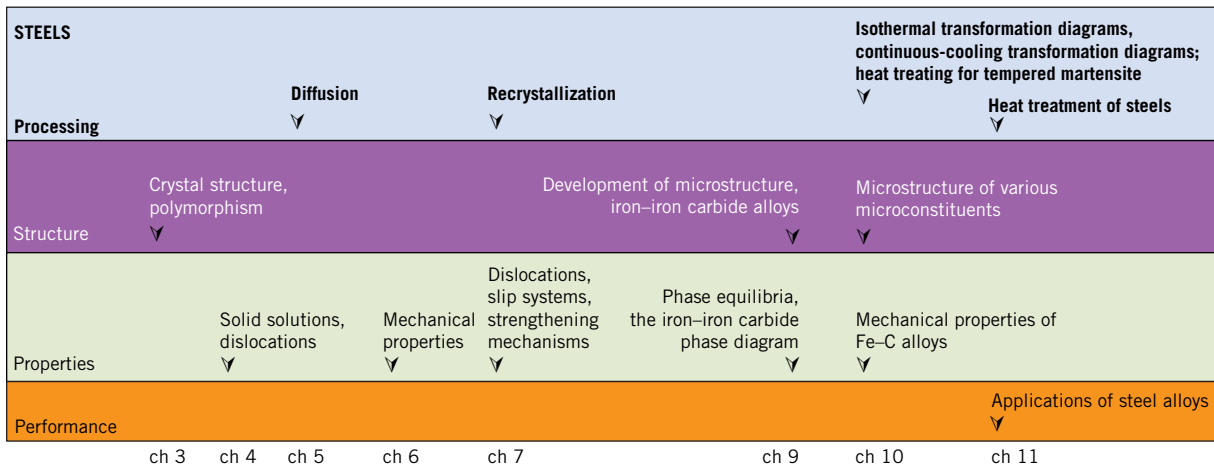 STEELS
Isothermal transformation diagrams,
continuous-cooling transformation diagrams;
heat treating for tempered martensite
Diffusion
Recrystallization
Heat treatment of steels
Processing
Crystal structure,
polymorphism
Development of microstructure,
iron–iron carbide alloys
Microstructure of various
microconstituents
Structure
Solid solutions,
dislocations
Mechanical
properties
Dislocations,
slip systems,
strengthening
mechanisms
Phase equilibria,
the iron–iron carbide
phase diagram
Mechanical properties of
Fe–C alloys
Properties
Applications of steel alloys
Performance
ch 3 ch 4 ch 5 ch 6 ch 7 ch 9 ch 10 ch 11